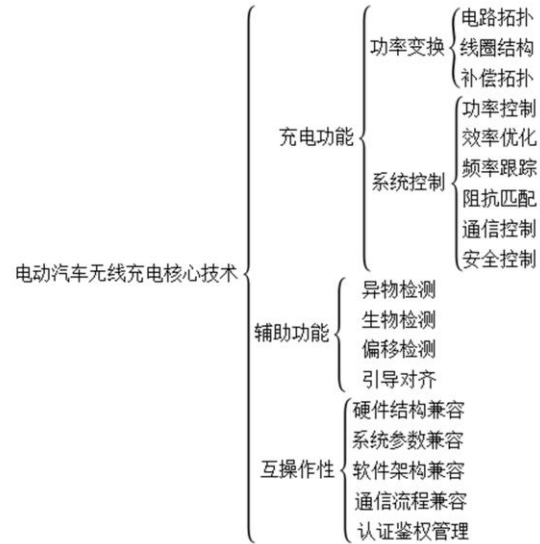 电动汽车无线充电核心技术
充电功能
功率变换
电路拓扑
线圈结构
补偿拓扑
系统控制
功率控制
效率优化
频率跟踪
阻抗匹配
通信控制
安全控制
辅助功能
异物检测
生物检测
偏移检测
引导对齐
互操作性
硬件结构兼容
系统参数兼容
软件架构兼容
通信流程兼容
认证鉴权管理